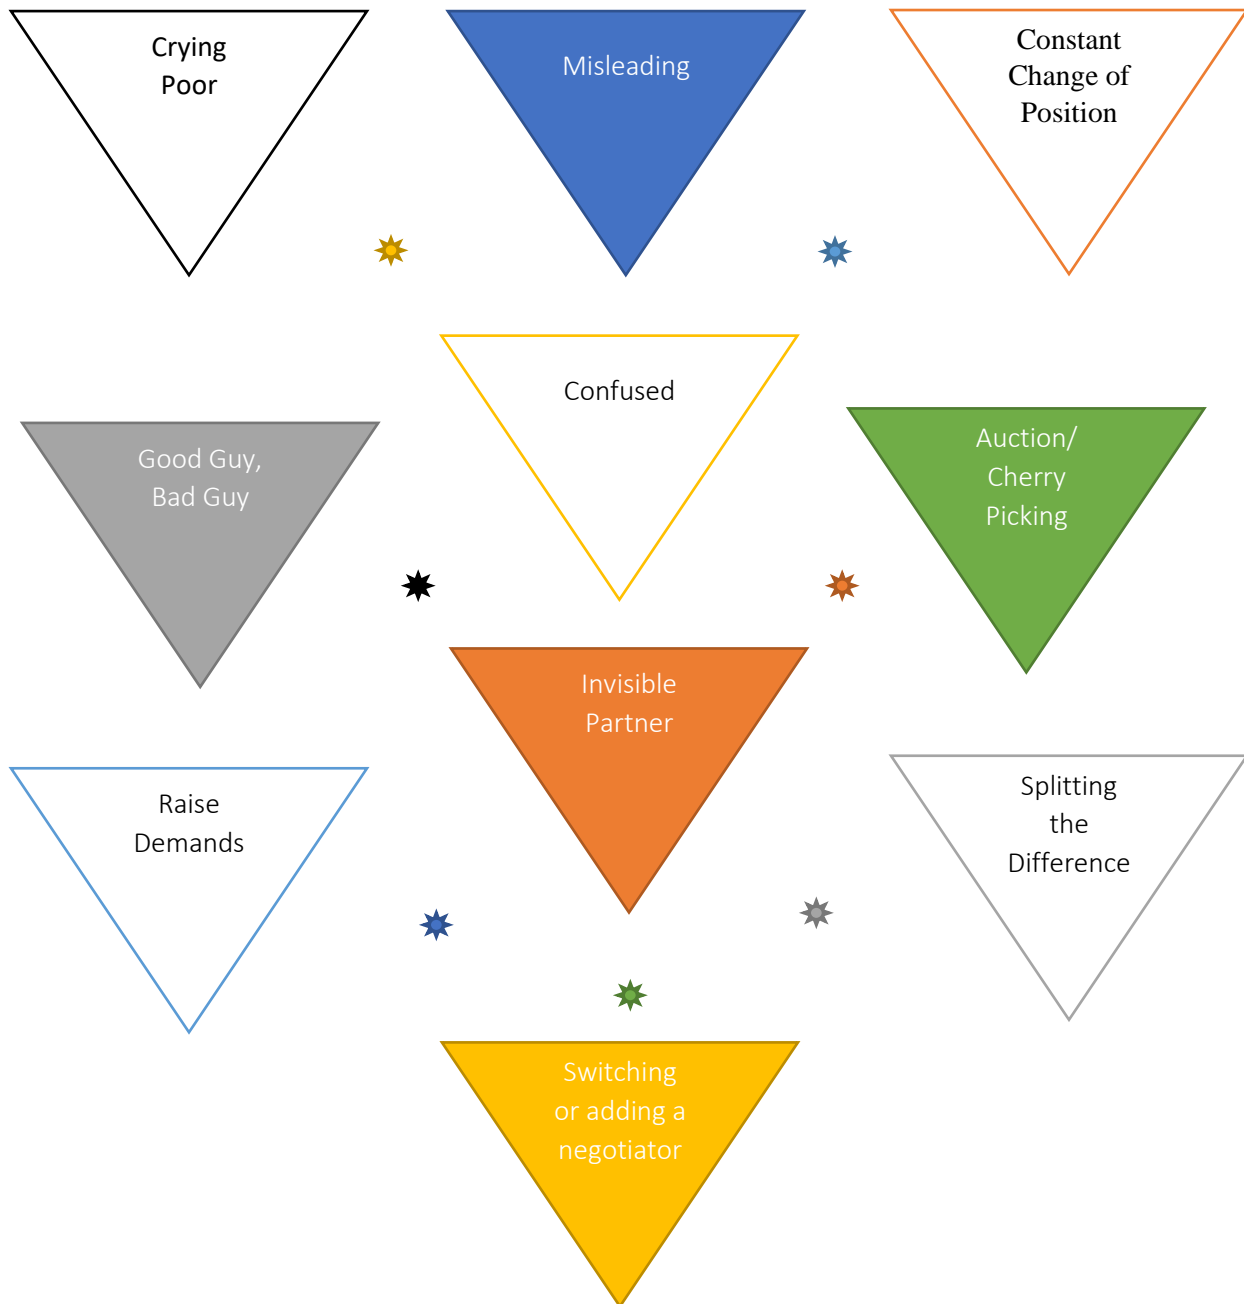 Crying
Poor
Misleading
Constant
Change of
Position
Confused
Good Guy,
Bad Guy
Auction/
Cherry
Picking
Invisible
Partner
Raise
Demands
Splitting
the
Difference
Switching
or adding a
negotiator